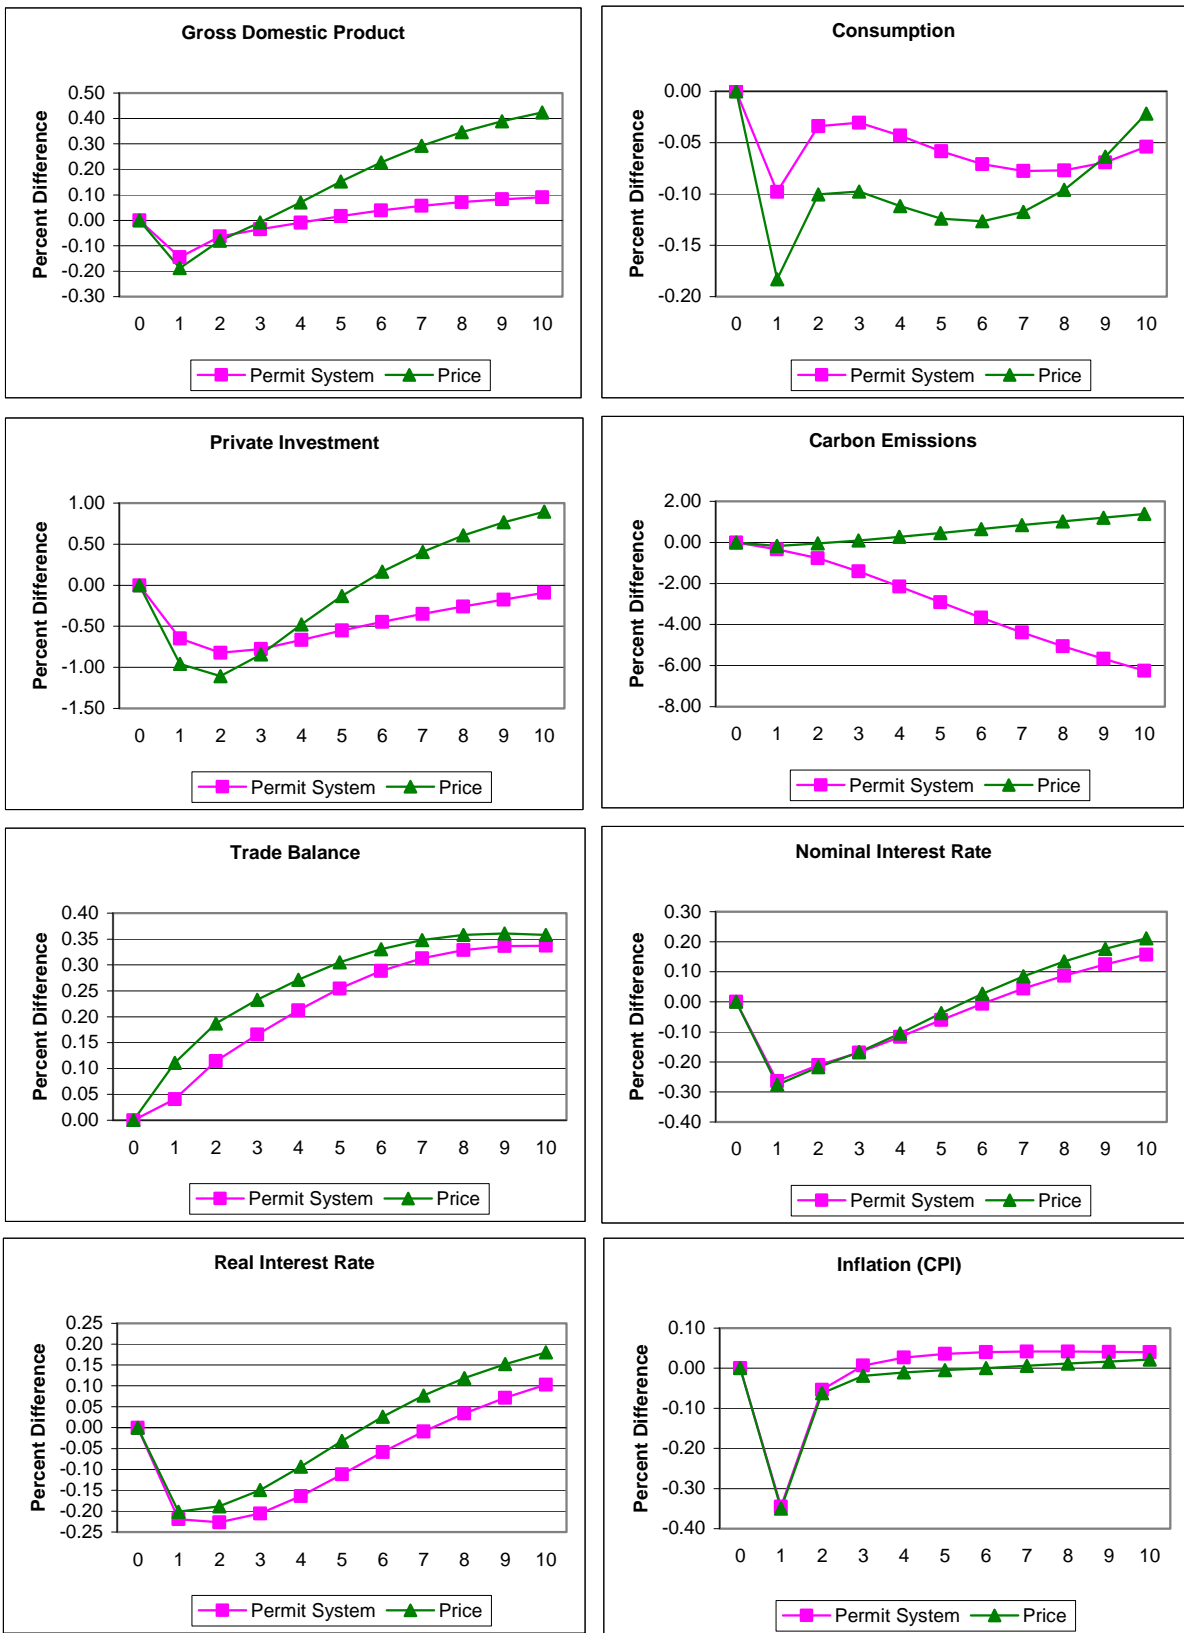 Gross Domestic Product
Percent Difference
0.50
0.40
0.30
0.20
0.10
0.00
-0.10
-0.20
-0.30
0 1 2 3 4 5 6 7 8 9 10
Permit System Price
Consumption
Percent Difference
0.00
-0.05
-0.10
-0.15
-0.20
0 1 2 3 4 5 6 7 8 9 10
Permit System Price
Private Investment
Percent Difference
1.00
0.50
0.00
-0.50
-1.00
-1.50
0 1 2 3 4 5 6 7 8 9 10
Permit System Price
Carbon Emissions
Percent Difference
2.00
0.00
-2.00
-4.00
-6.00
-8.00
0 1 2 3 4 5 6 7 8 9 10
Permit System Price
Trade Balance
Percent Difference
0.40
0.35
0.30
0.25
0.20
0.15
0.10
0.05
0.00
0 1 2 3 4 5 6 7 8 9 10
Permit System Price
Nominal Interest Rate
Percent Difference
0.30
0.20
0.10
0.00
-0.10
-0.20
-0.30
-0.40
0 1 2 3 4 5 6 7 8 9 10
Permit System Price
Real Interest Rate
Percent Difference
0.25
0.20
0.15
0.10
0.05
0.00
-0.05
-0.10
-0.15
-0.20
-0.25
0 1 2 3 4 5 6 7 8 9 10
Permit System Price
Inflation (CPI)
Percent Difference
0.10
0.00
-0.10
-0.20
-0.30
-0.40
0 1 2 3 4 5 6 7 8 9 10
Permit System Price